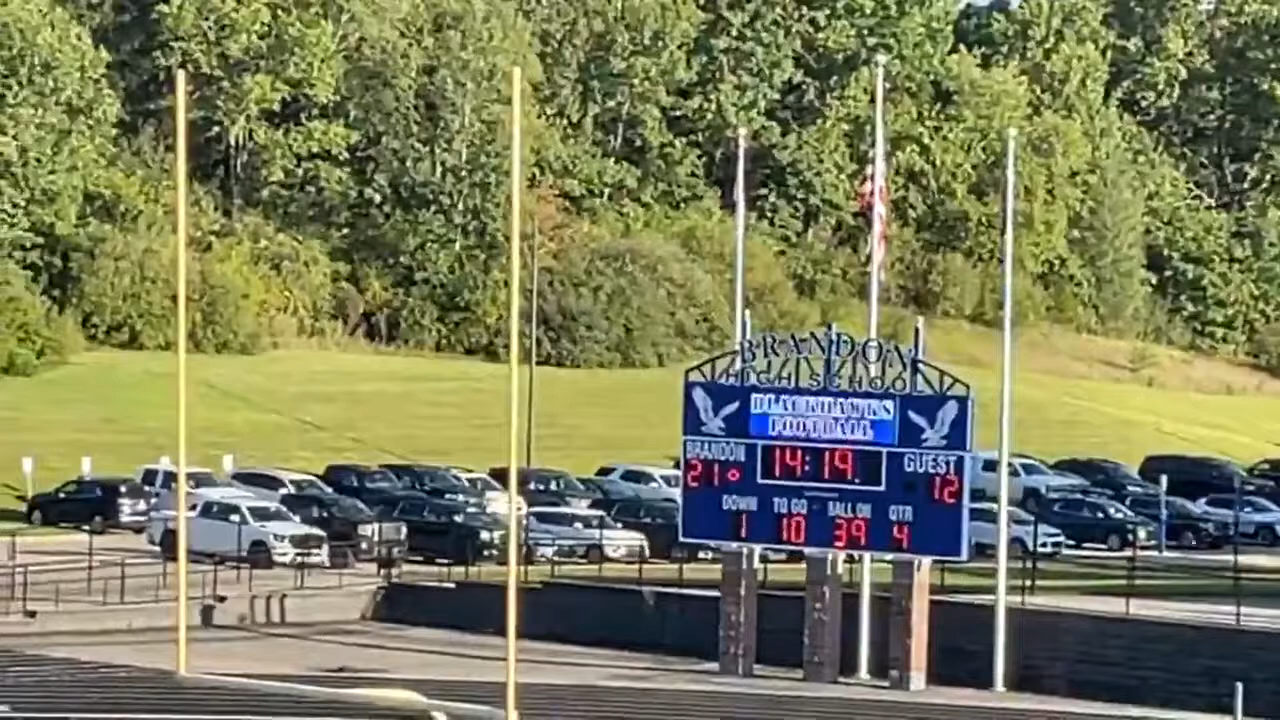 BRANDON
HIGH SCHOOL
BLACKHAWKS
FOOTBALL
BRANDON 14:19 GUEST
21 12
DOWN TO GO BALL ON QTR
1 10 39 4